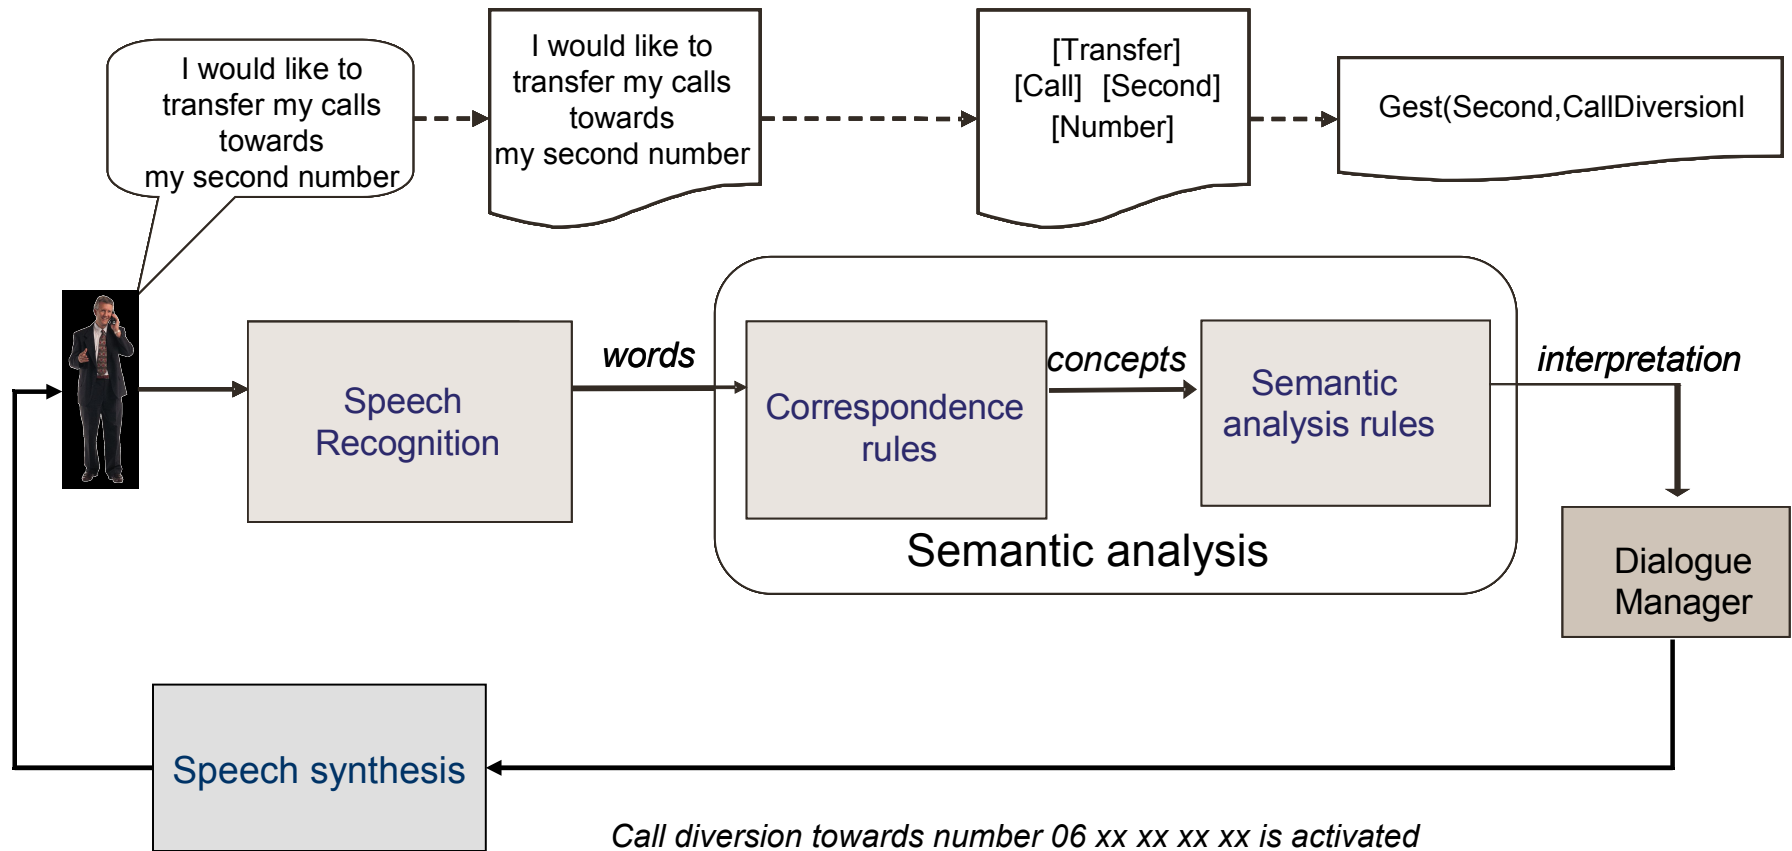 I would like to
transfer my calls
towards
my second number
I would like to
transfer my calls
towards
my second number
[Transfer]
[Call] [Second]
[Number]
Gest(Second,CallDiversionI
Speech
Recognition
words
Correspondence
rules
concepts
Semantic
analysis rules
interpretation
Semantic analysis
Dialogue
Manager
Speech synthesis
Call diversion towards number 06 xx xx xx xx is activated